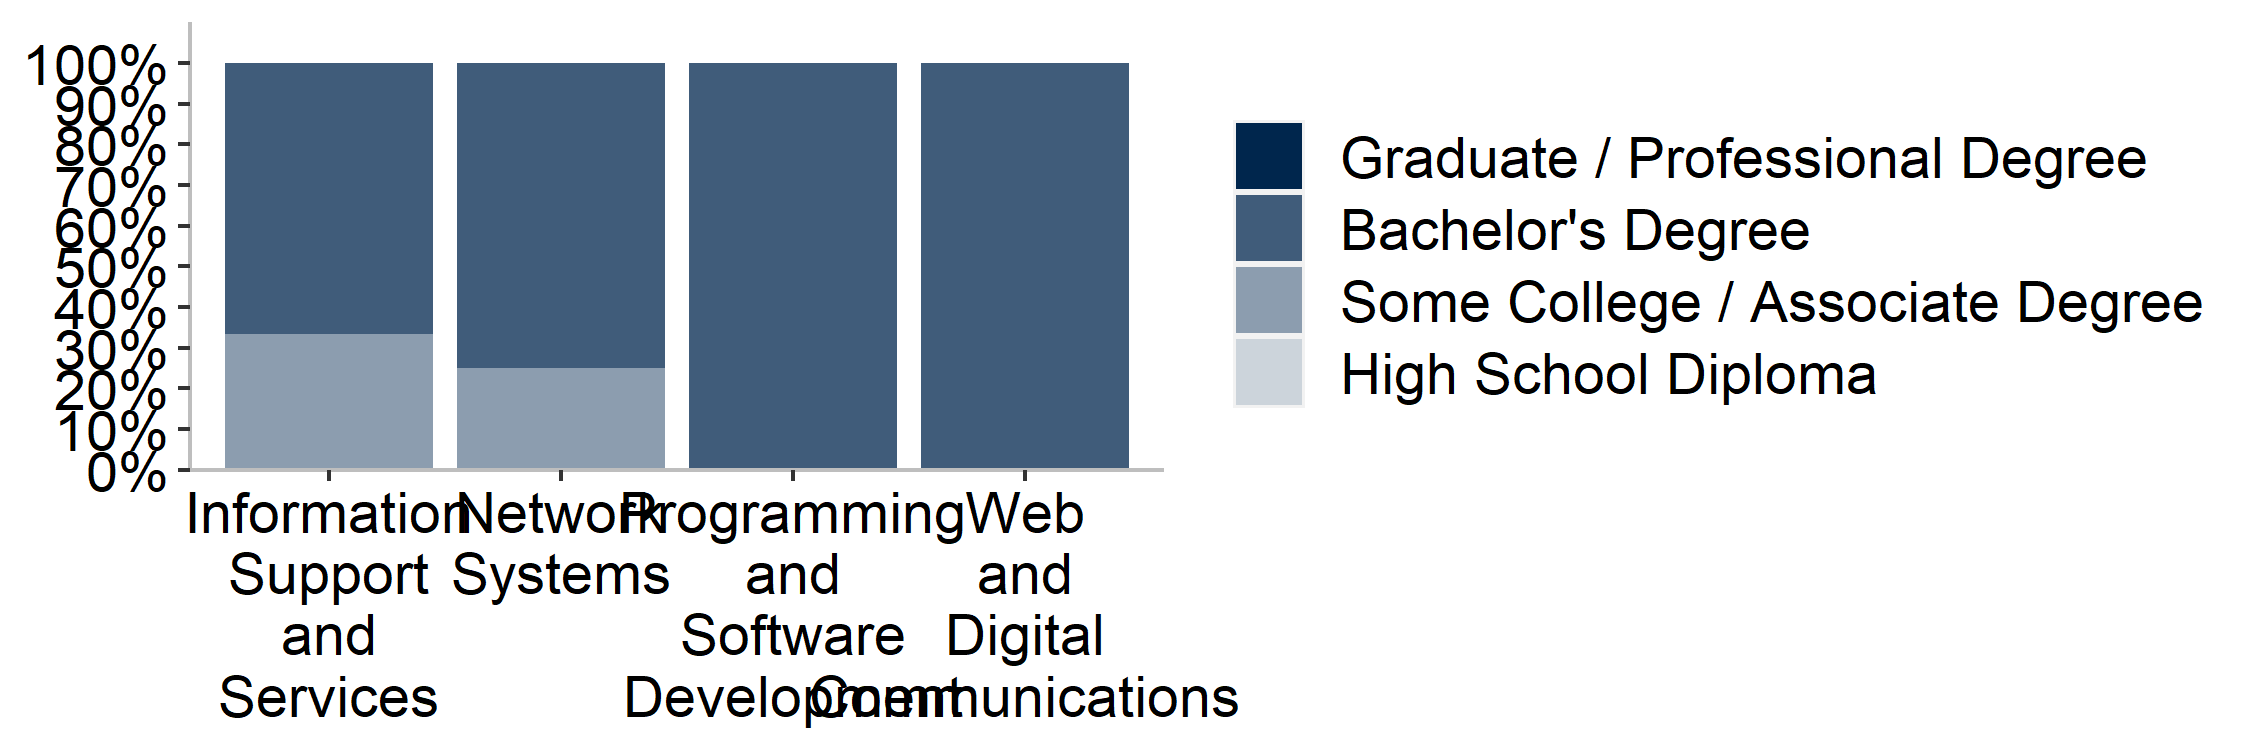 100%
90%
80%
70%
60%
50%
40%
30%
20%
10%
0%
Information
Support
and
Services
Network
Systems
Programming
and
Software
Development
Web
and
Digital
Communications
Graduate / Professional Degree
Bachelor's Degree
Some College / Associate Degree
High School Diploma